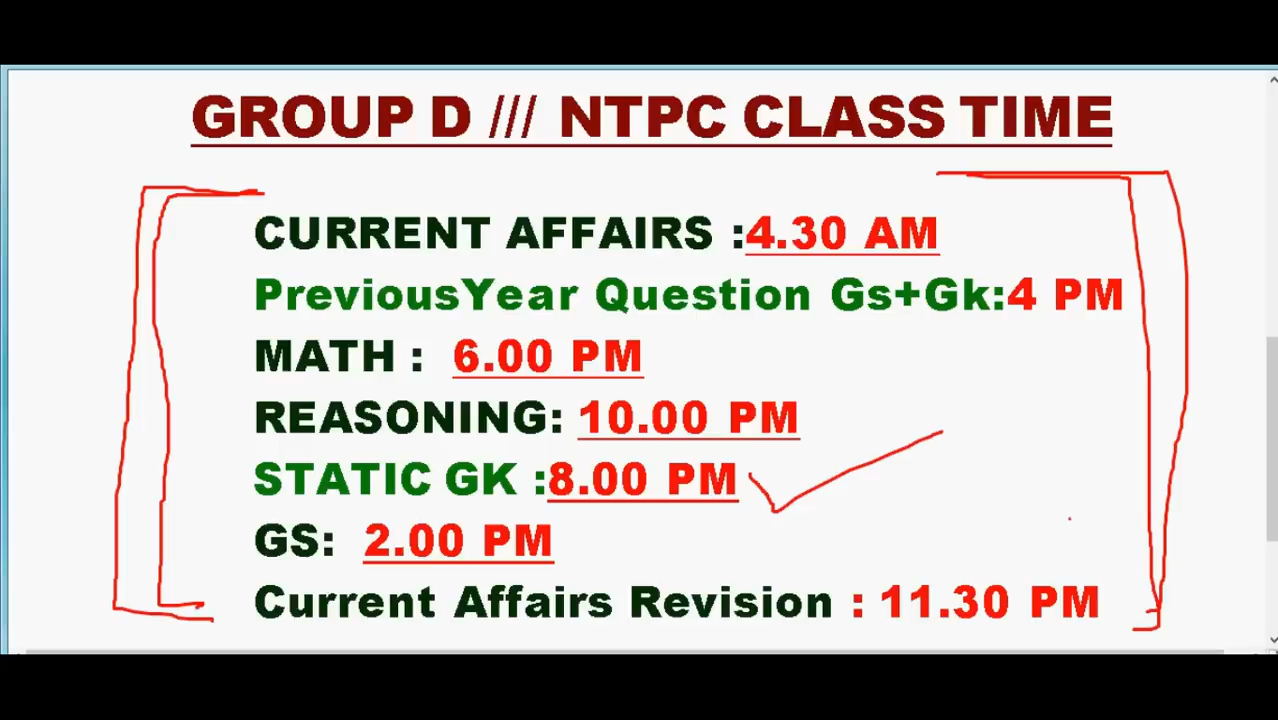 GROUP D /// NTPC CLASS TIME
CURRENT AFFAIRS :4.30 AM
PreviousYear Question Gs+Gk:4 PM
MATH : 6.00 PM
REASONING: 10.00 PM
STATIC GK :8.00 PM
GS: 2.00 PM
Current Affairs Revision : 11.30 PM